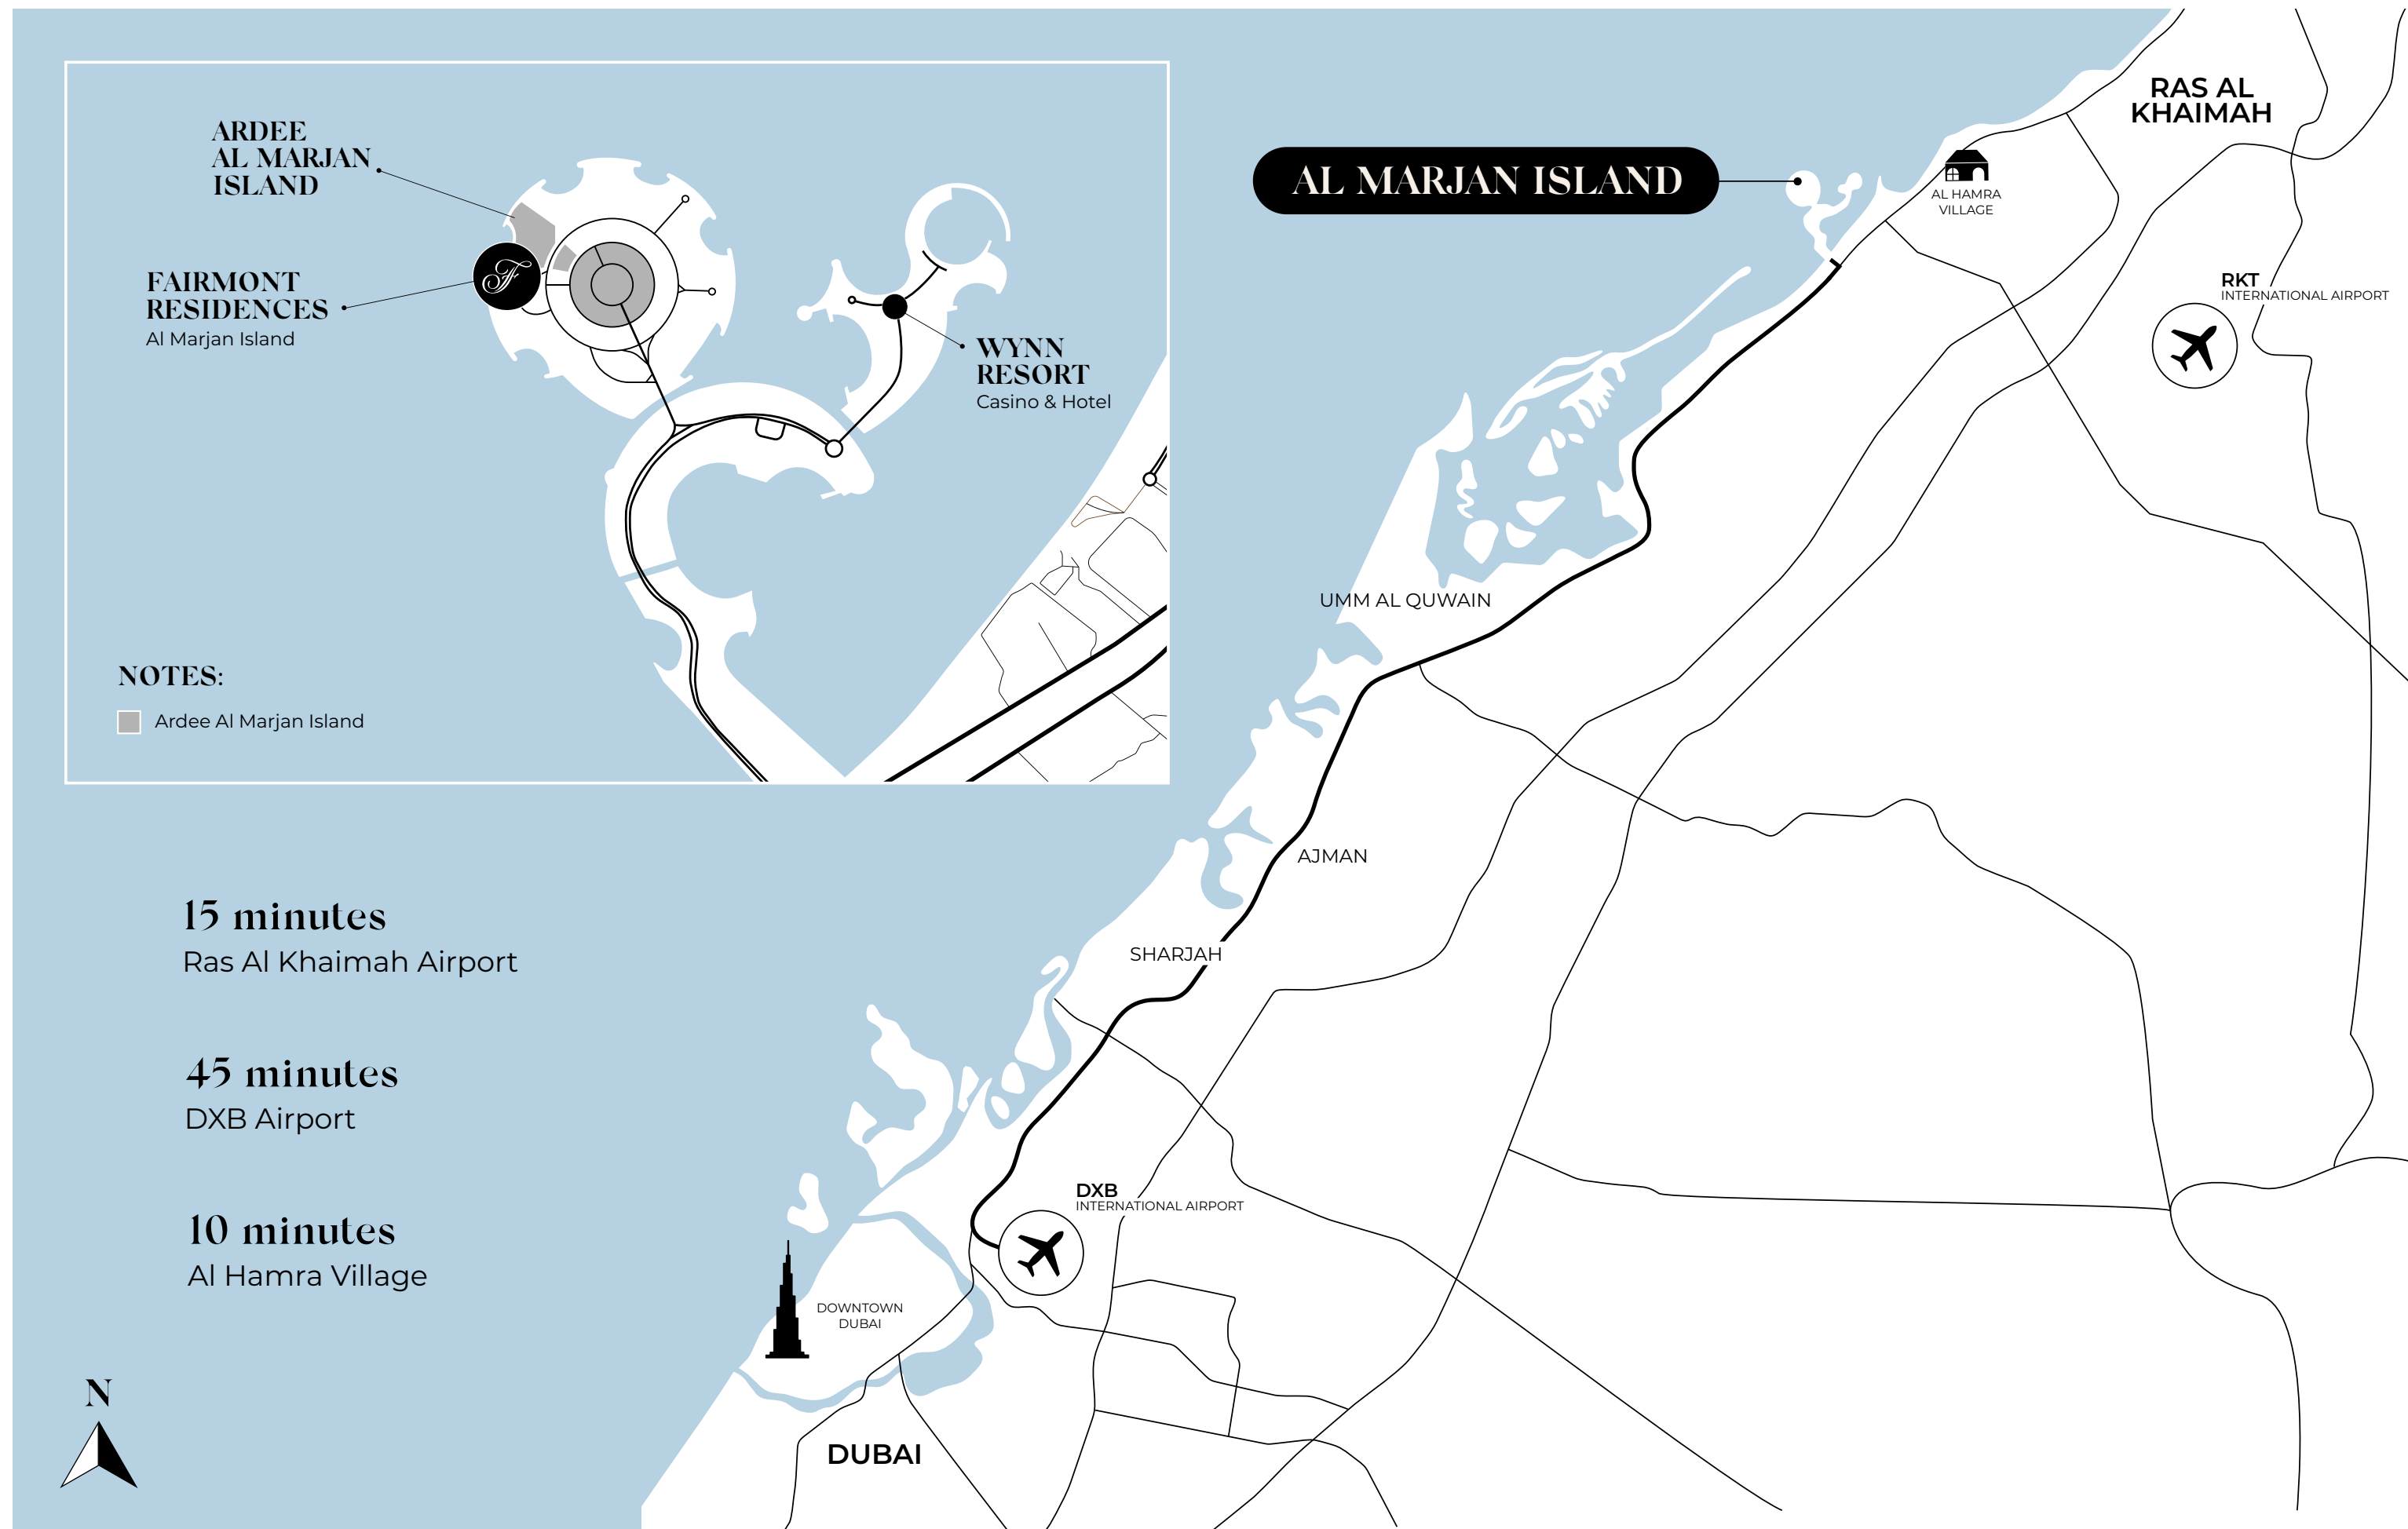 ARDEE
AL MARJAN
ISLAND
FAIRMONT
RESIDENCES
Al Marjan Island
WYNN
RESORT
Casino & Hotel
NOTES:
Ardee Al Marjan Island
AL MARJAN ISLAND
RAS AL
KHAIMAH
AL HAMRA
VILLAGE
RKT
INTERNATIONAL AIRPORT
UMM AL QUWAIN
AJMAN
SHARJAH
DXB
INTERNATIONAL AIRPORT
DOWNTOWN
DUBAI
DUBAI
15 minutes
Ras Al Khaimah Airport
45 minutes
DXB Airport
10 minutes
Al Hamra Village
N